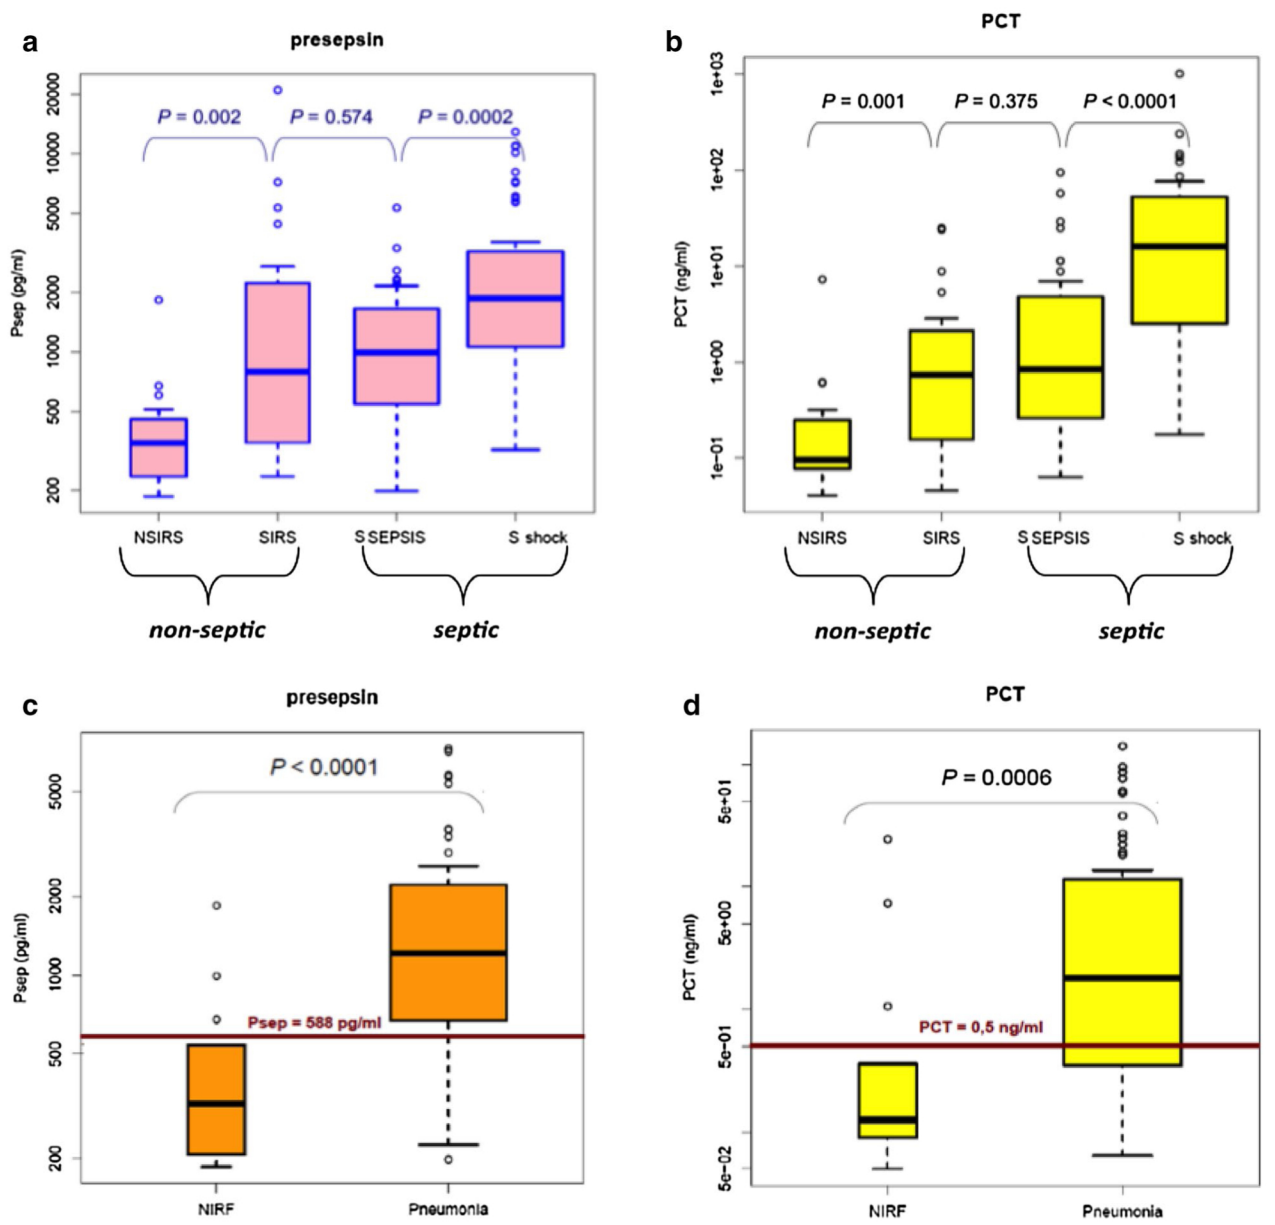 a
presepsin
Psep (pg/ml)
20000
10000
5000
2000
1000
500
200
P = 0.002
P = 0.574
P = 0.0002
NSIRS
SIRS
S SEPSIS
S shock
non-septic
septic
b
PCT
PCT (ng/ml)
1e+03
1e+02
1e+01
1e+00
1e−01
P = 0.001
P = 0.375
P < 0.0001
NSIRS
SIRS
S SEPSIS
S shock
non-septic
septic
c
presepsin
Psep (pg/ml)
5000
2000
1000
500
200
P < 0.0001
Psep = 588 pg/ml
NIRF
Pneumonia
d
PCT
PCT (ng/ml)
5e+01
5e+00
5e−01
5e−02
P = 0.0006
PCT = 0,5 ng/ml
NIRF
Pneumonia